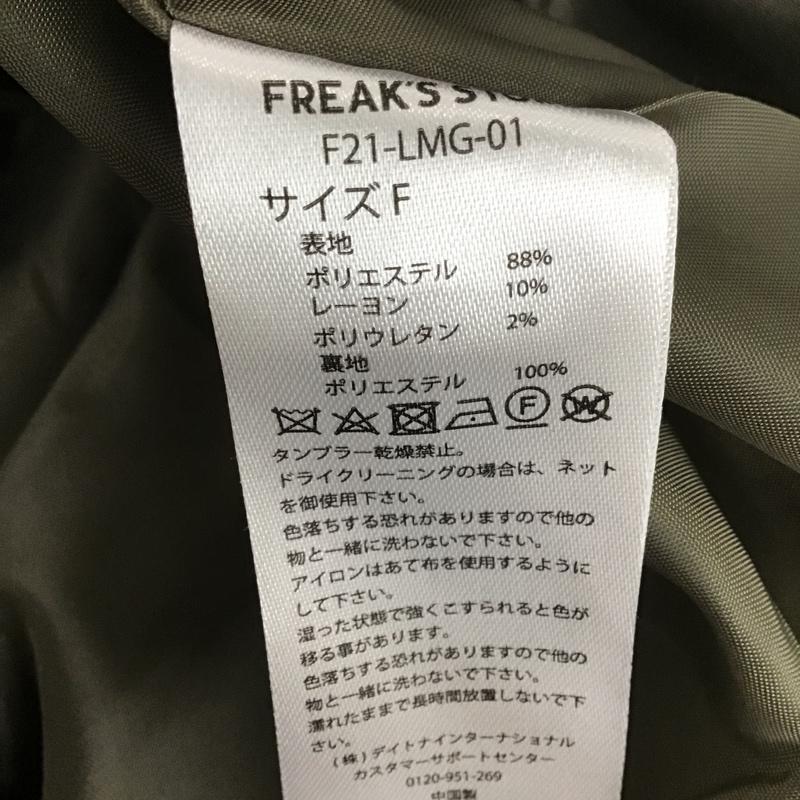 FREAK'S STO
F21-LMG-01
サイズ F
表地
ポリエステル 88%
レーヨン 10%
ポリウレタン 2%
裏地
ポリエステル 100%
F W
タンブラー乾燥禁止。
ドライクリーニングの場合は、ネット
を御使用下さい。
色落ちする恐れがありますので他の
物と一緒に洗わないで下さい。
アイロンはあて布を使用するように
して下さい。
湿った状態で強くこすられると色が
移る事があります。
色落ちする恐れがありますので他の
物と一緒に洗わないで下さい。
濡れたままで長時間放置しないで下
さい。
(株)デイトナインターナショナル
カスタマーサポートセンター
0120-951-269
中国製